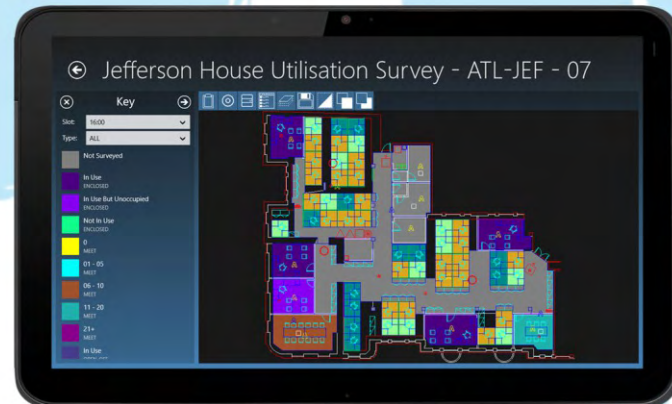 Jefferson House Utilisation Survey - ATL-JEF - 07
Key
Slot: 16:00
Type: ALL
Not Surveyed
In Use
ENCLOSED
In Use But Unoccupied
ENCLOSED
Not In Use
ENCLOSED
0
MEET
01 - 05
MEET
06 - 10
MEET
11 - 20
MEET
21+
MEET
In Use